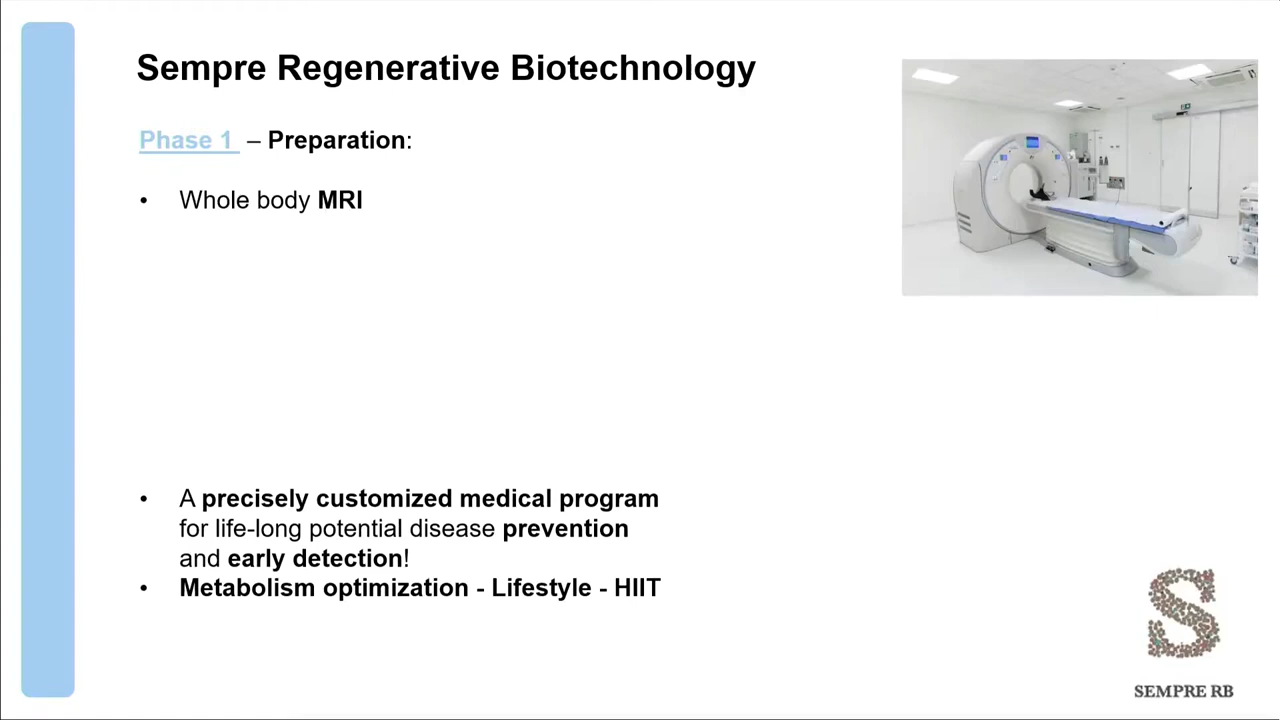 Sempre Regenerative Biotechnology
Phase 1 – Preparation:
• Whole body MRI
• A precisely customized medical program
for life-long potential disease prevention
and early detection!
• Metabolism optimization - Lifestyle - HIIT
S
SEMPRE RB